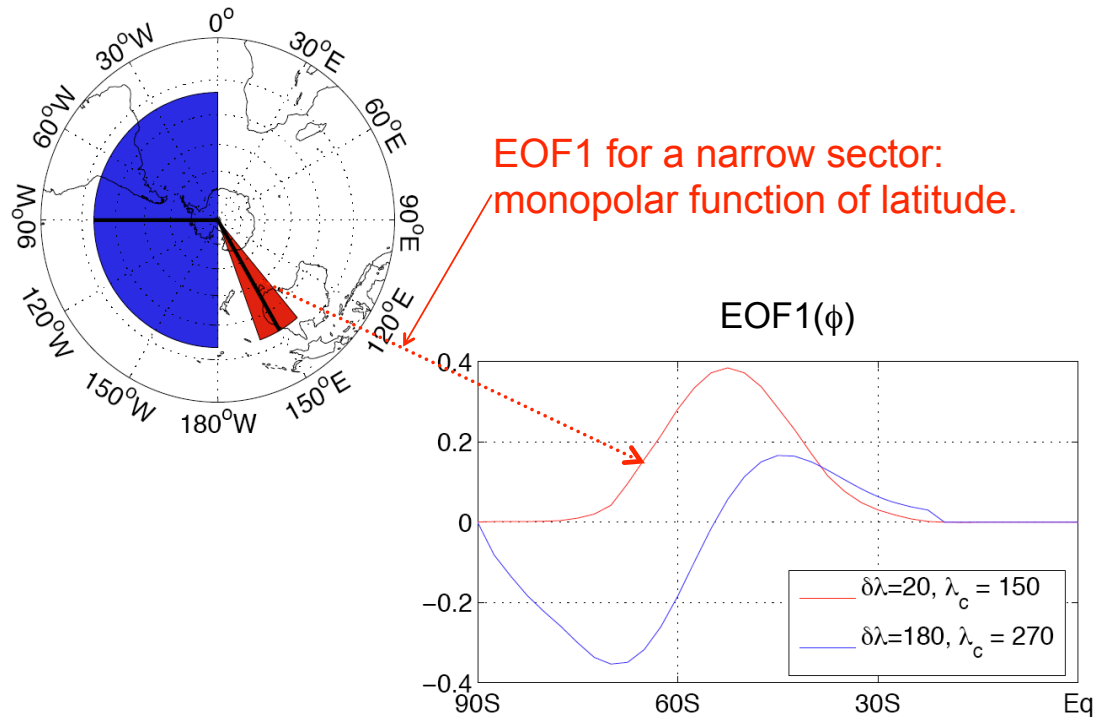 0°
30°W
30°E
60°W
60°E
90°W
90°E
120°W
120°E
150°W
150°E
180°W
EOF1 for a narrow sector:
monopolar function of latitude.
EOF1(ϕ)
0.4
0.2
0
−0.2
−0.4
90S
60S
30S
Eq
δλ=20, λc = 150
δλ=180, λc = 270